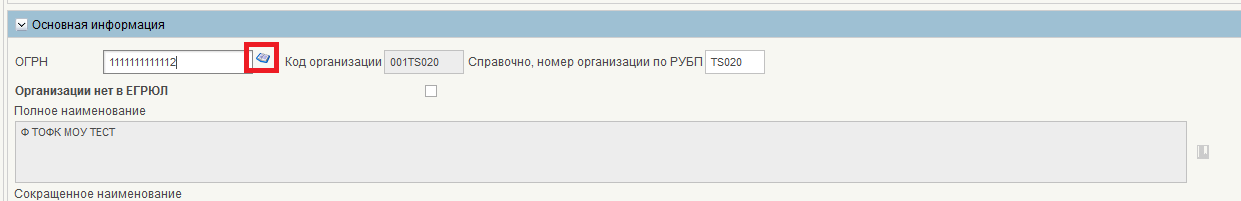 Основная информация
ОГРН 1111111111112 Код организации 001TS020 Справочно, номер организации по РУБП TS020
Организации нет в ЕГРЮЛ
Полное наименование
Ф ТОФК МОУ ТЕСТ
Сокращенное наименование